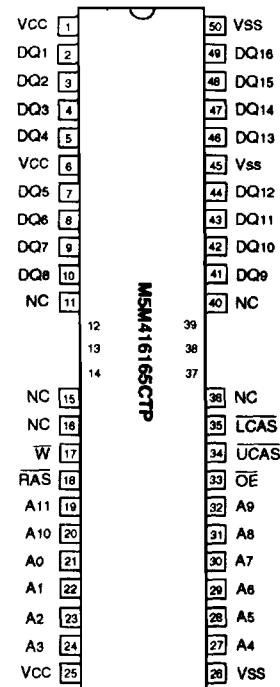 VCC 1 50 VSS
DQ1 2 49 DQ16
DQ2 3 48 DQ15
DQ3 4 47 DQ14
DQ4 5 46 DQ13
VCC 6 45 Vss
DQ5 7 44 DQ12
DQ6 8 43 DQ11
DQ7 9 42 DQ10
DQ8 10 41 DQ9
NC 11 40 NC
12 39
13 38
14 37
M5M416165CTP
NC 15 36 NC
NC 16 35 LCAS
W 17 34 UCAS
RAS 18 33 OE
A11 19 32 A9
A10 20 31 A8
A0 21 30 A7
A1 22 29 A6
A2 23 28 A5
A3 24 27 A4
VCC 25 26 VSS